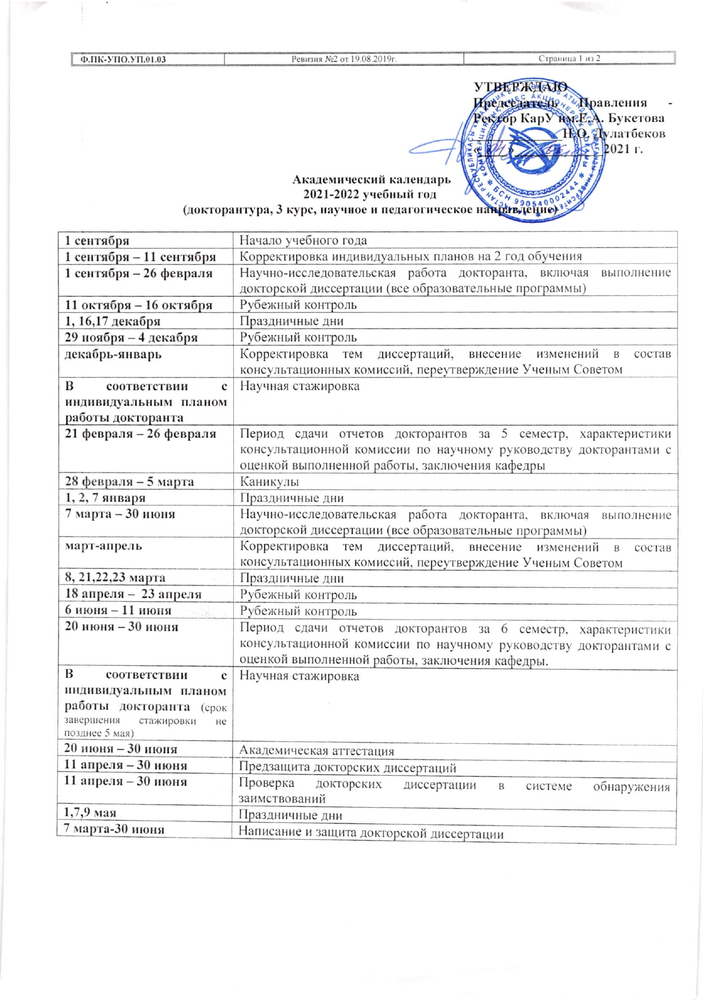 Ф.ПК-УПО.УП.01.03
Ревизия №2 от 19.08.2019г.
Страница 1 из 2
УТВЕРЖДАЮ
Председатель Правления -
Ректор КарУ им.Е.А. Букетова
Н.О. Дулатбеков
« » 2021 г.
БСН 990540002444
Академический календарь
2021-2022 учебный год
(докторантура, 3 курс, научное и педагогическое направление)
1 сентября
Начало учебного года
1 сентября – 11 сентября
Корректировка индивидуальных планов на 2 год обучения
1 сентября – 26 февраля
Научно-исследовательская работа докторанта, включая выполнение
докторской диссертации (все образовательные программы)
11 октября – 16 октября
Рубежный контроль
1, 16,17 декабря
Праздничные дни
29 ноября – 4 декабря
Рубежный контроль
декабрь-январь
Корректировка тем диссертаций, внесение изменений в состав
консультационных комиссий, переутверждение Ученым Советом
В соответствии с
индивидуальным планом
работы докторанта
Научная стажировка
21 февраля – 26 февраля
Период сдачи отчетов докторантов за 5 семестр, характеристики
консультационной комиссии по научному руководству докторантами с
оценкой выполненной работы, заключения кафедры
28 февраля – 5 марта
Каникулы
1, 2, 7 января
Праздничные дни
7 марта – 30 июня
Научно-исследовательская работа докторанта, включая выполнение
докторской диссертации (все образовательные программы)
март-апрель
Корректировка тем диссертаций, внесение изменений в состав
консультационных комиссий, переутверждение Ученым Советом
8, 21,22,23 марта
Праздничные дни
18 апреля – 23 апреля
Рубежный контроль
6 июня – 11 июня
Рубежный контроль
20 июня – 30 июня
Период сдачи отчетов докторантов за 6 семестр, характеристики
консультационной комиссии по научному руководству докторантами с
оценкой выполненной работы, заключения кафедры.
В соответствии с
индивидуальным планом
работы докторанта (срок
завершения стажировки не
позднее 5 мая)
Научная стажировка
20 июня – 30 июня
Академическая аттестация
11 апреля – 30 июня
Предзащита докторских диссертаций
11 апреля – 30 июня
Проверка докторских диссертации в системе обнаружения
заимствований
1,7,9 мая
Праздничные дни
7 марта-30 июня
Написание и защита докторской диссертации